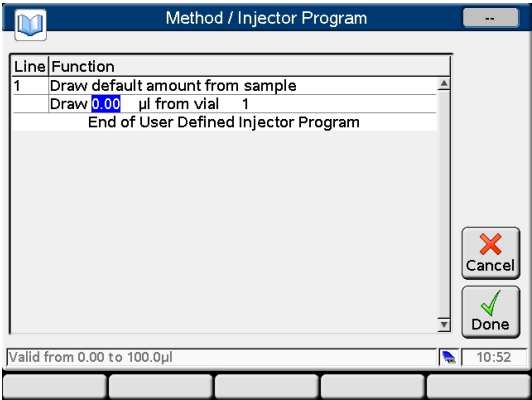 Method / Injector Program
--
Line Function
1 Draw default amount from sample
Draw 0.00 µl from vial 1
End of User Defined Injector Program
Cancel
Done
Valid from 0.00 to 100.0µl
10:52